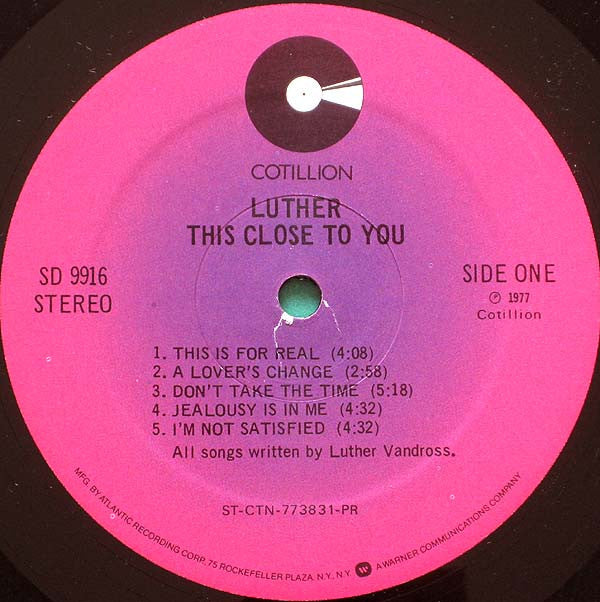 COTILLION
LUTHER
THIS CLOSE TO YOU
SD 9916
STEREO
SIDE ONE
℗ 1977
Cotillion
1. THIS IS FOR REAL (4:08)
2. A LOVER'S CHANGE (2:58)
3. DON'T TAKE THE TIME (5:18)
4. JEALOUSY IS IN ME (4:32)
5. I'M NOT SATISFIED (4:32)
All songs written by Luther Vandross.
ST-CTN-773831-PR
MFG. BY ATLANTIC RECORDING CORP. 75 ROCKEFELLER PLAZA, N.Y., N.Y. A WARNER COMMUNICATIONS COMPANY